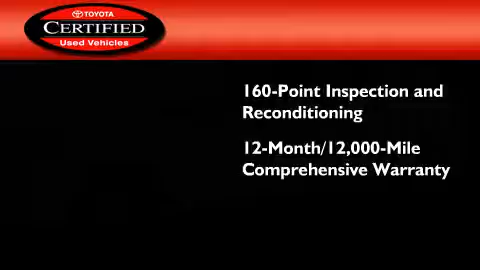 TOYOTA
CERTIFIED
Used Vehicles
160-Point Inspection and
Reconditioning
12-Month/12,000-Mile
Comprehensive Warranty